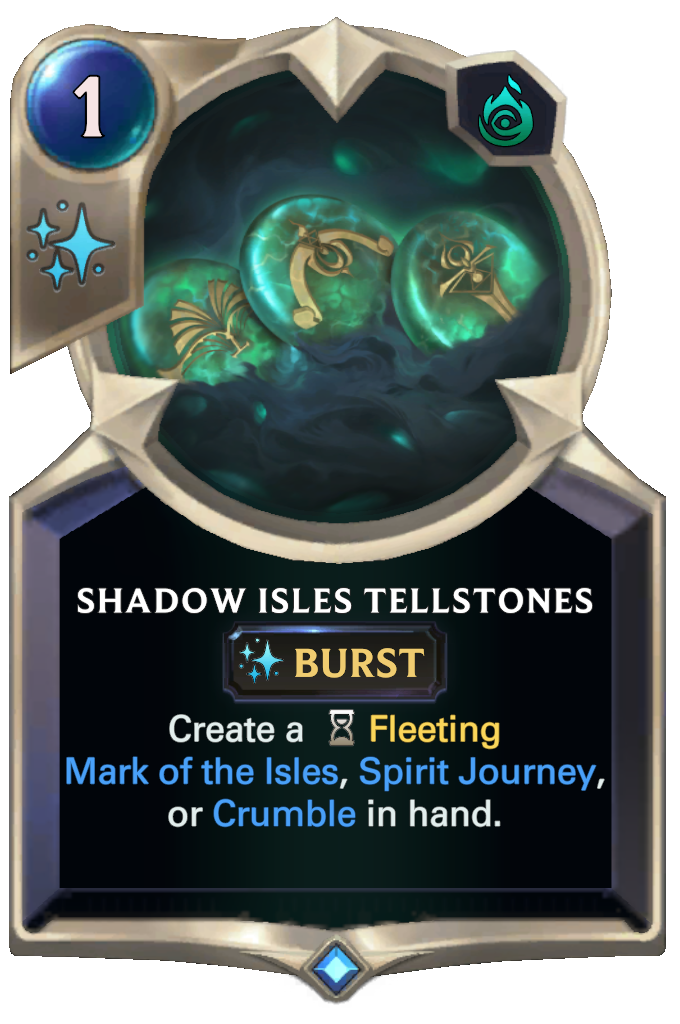 1
SHADOW ISLES TELLSTONES
BURST
Create a Fleeting
Mark of the Isles, Spirit Journey,
or Crumble in hand.